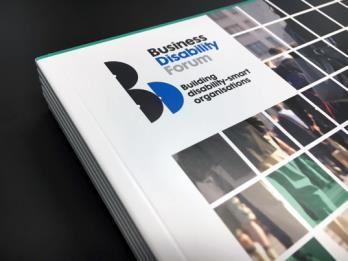 Business
Disability
Forum
Building
disability-smart
organisations